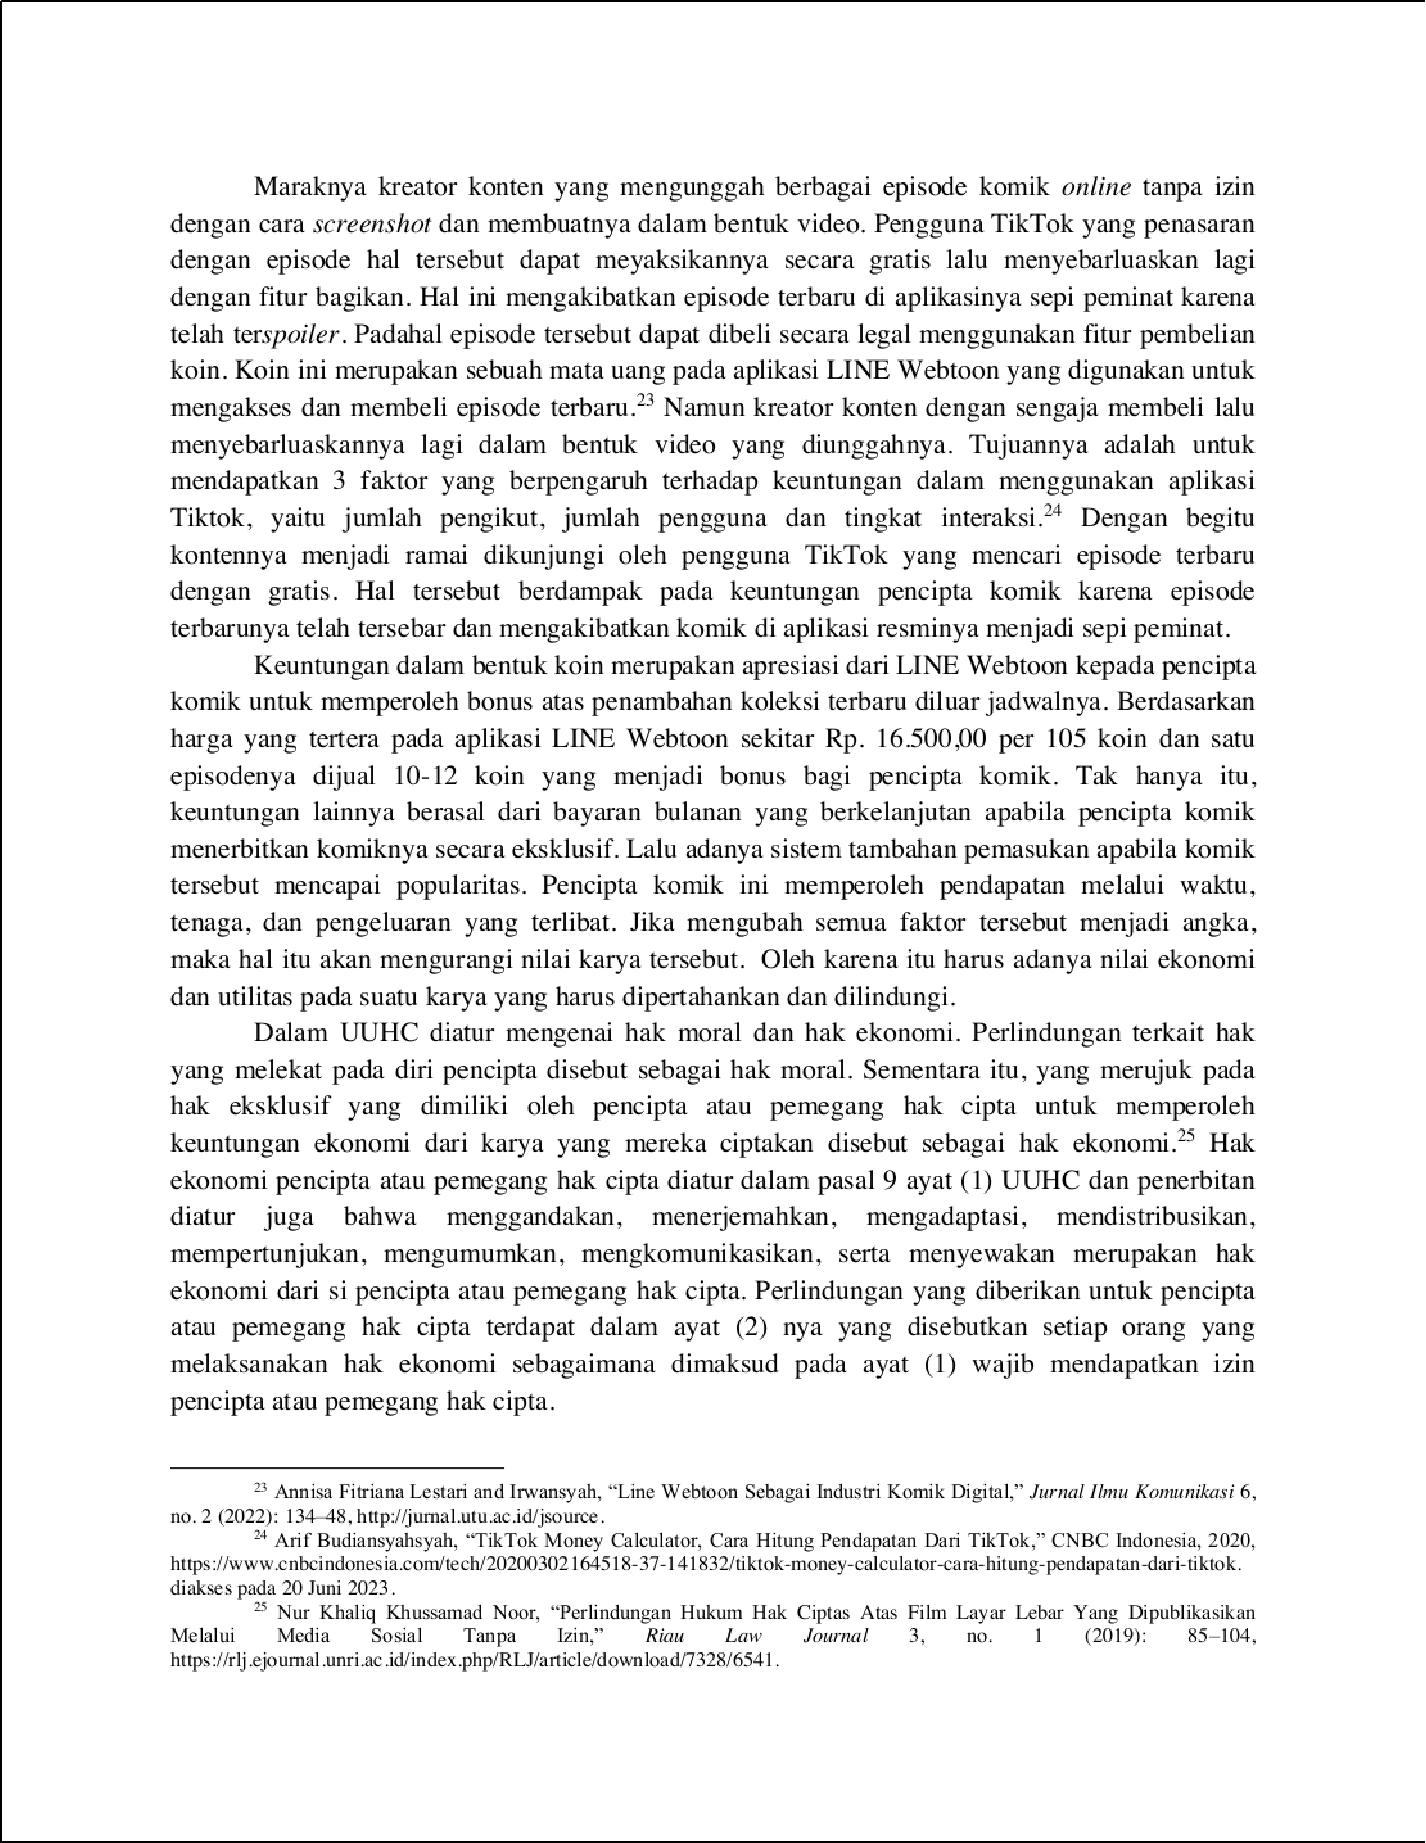 Maraknya kreator konten yang mengunggah berbagai episode komik online tanpa izin
dengan cara screenshot dan membuatnya dalam bentuk video. Pengguna TikTok yang penasaran
dengan episode hal tersebut dapat meyaksikannya secara gratis lalu menyebarluaskan lagi
dengan fitur bagikan. Hal ini mengakibatkan episode terbaru di aplikasinya sepi peminat karena
telah terspoiler. Padahal episode tersebut dapat dibeli secara legal menggunakan fitur pembelian
koin. Koin ini merupakan sebuah mata uang pada aplikasi LINE Webtoon yang digunakan untuk
mengakses dan membeli episode terbaru.23 Namun kreator konten dengan sengaja membeli lalu
menyebarluaskannya lagi dalam bentuk video yang diunggahnya. Tujuannya adalah untuk
mendapatkan 3 faktor yang berpengaruh terhadap keuntungan dalam menggunakan aplikasi
Tiktok, yaitu jumlah pengikut, jumlah pengguna dan tingkat interaksi.24 Dengan begitu
kontennya menjadi ramai dikunjungi oleh pengguna TikTok yang mencari episode terbaru
dengan gratis. Hal tersebut berdampak pada keuntungan pencipta komik karena episode
terbarunya telah tersebar dan mengakibatkan komik di aplikasi resminya menjadi sepi peminat.
Keuntungan dalam bentuk koin merupakan apresiasi dari LINE Webtoon kepada pencipta
komik untuk memperoleh bonus atas penambahan koleksi terbaru diluar jadwalnya. Berdasarkan
harga yang tertera pada aplikasi LINE Webtoon sekitar Rp. 16.500,00 per 105 koin dan satu
episodenya dijual 10-12 koin yang menjadi bonus bagi pencipta komik. Tak hanya itu,
keuntungan lainnya berasal dari bayaran bulanan yang berkelanjutan apabila pencipta komik
menerbitkan komiknya secara eksklusif. Lalu adanya sistem tambahan pemasukan apabila komik
tersebut mencapai popularitas. Pencipta komik ini memperoleh pendapatan melalui waktu,
tenaga, dan pengeluaran yang terlibat. Jika mengubah semua faktor tersebut menjadi angka,
maka hal itu akan mengurangi nilai karya tersebut. Oleh karena itu harus adanya nilai ekonomi
dan utilitas pada suatu karya yang harus dipertahankan dan dilindungi.
Dalam UUHC diatur mengenai hak moral dan hak ekonomi. Perlindungan terkait hak
yang melekat pada diri pencipta disebut sebagai hak moral. Sementara itu, yang merujuk pada
hak eksklusif yang dimiliki oleh pencipta atau pemegang hak cipta untuk memperoleh
keuntungan ekonomi dari karya yang mereka ciptakan disebut sebagai hak ekonomi.25 Hak
ekonomi pencipta atau pemegang hak cipta diatur dalam pasal 9 ayat (1) UUHC dan penerbitan
diatur juga bahwa menggandakan, menerjemahkan, mengadaptasi, mendistribusikan,
mempertunjukan, mengumumkan, mengkomunikasikan, serta menyewakan merupakan hak
ekonomi dari si pencipta atau pemegang hak cipta. Perlindungan yang diberikan untuk pencipta
atau pemegang hak cipta terdapat dalam ayat (2) nya yang disebutkan setiap orang yang
melaksanakan hak ekonomi sebagaimana dimaksud pada ayat (1) wajib mendapatkan izin
pencipta atau pemegang hak cipta.
23 Annisa Fitriana Lestari and Irwansyah, “Line Webtoon Sebagai Industri Komik Digital,” Jurnal Ilmu Komunikasi 6,
no. 2 (2022): 134–48, http://jurnal.utu.ac.id/jsource.
24 Arif Budiansyahsyah, “TikTok Money Calculator, Cara Hitung Pendapatan Dari TikTok,” CNBC Indonesia, 2020,
https://www.cnbcindonesia.com/tech/20200302164518-37-141832/tiktok-money-calculator-cara-hitung-pendapatan-dari-tiktok.
diakses pada 20 Juni 2023.
25 Nur Khaliq Khussamad Noor, “Perlindungan Hukum Hak Ciptas Atas Film Layar Lebar Yang Dipublikasikan
Melalui Media Sosial Tanpa Izin,” Riau Law Journal 3, no. 1 (2019): 85–104,
https://rlj.ejournal.unri.ac.id/index.php/RLJ/article/download/7328/6541.